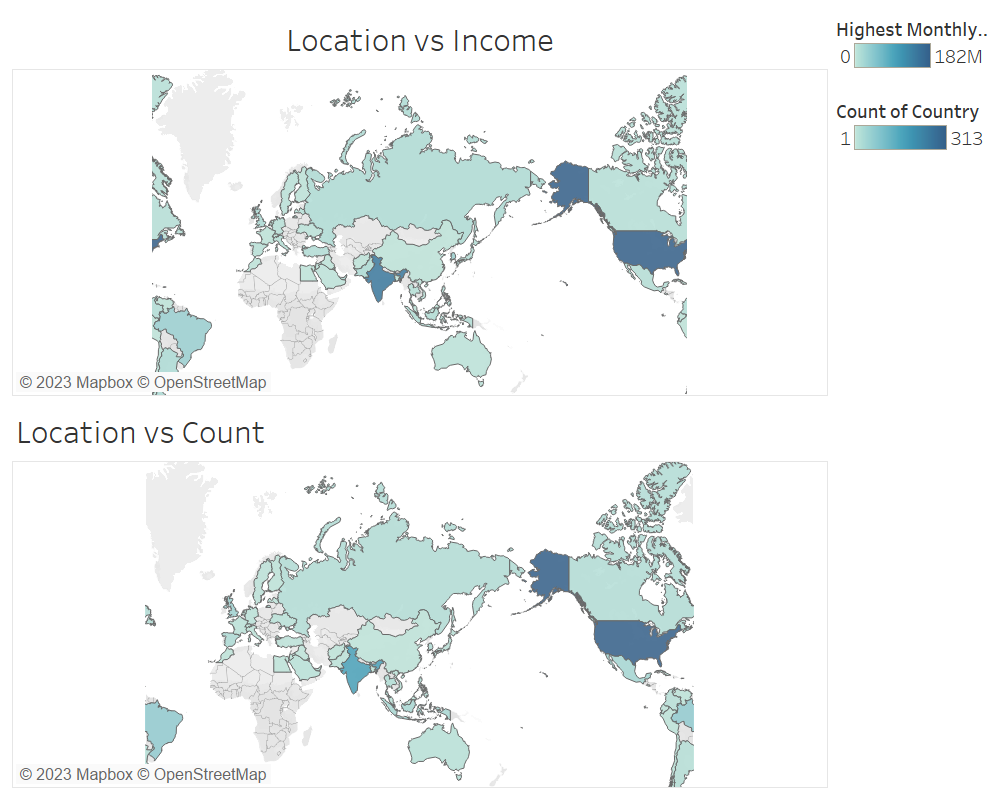 Location vs Income
Highest Monthly..
0 182M
Count of Country
1 313
© 2023 Mapbox © OpenStreetMap
Location vs Count
© 2023 Mapbox © OpenStreetMap